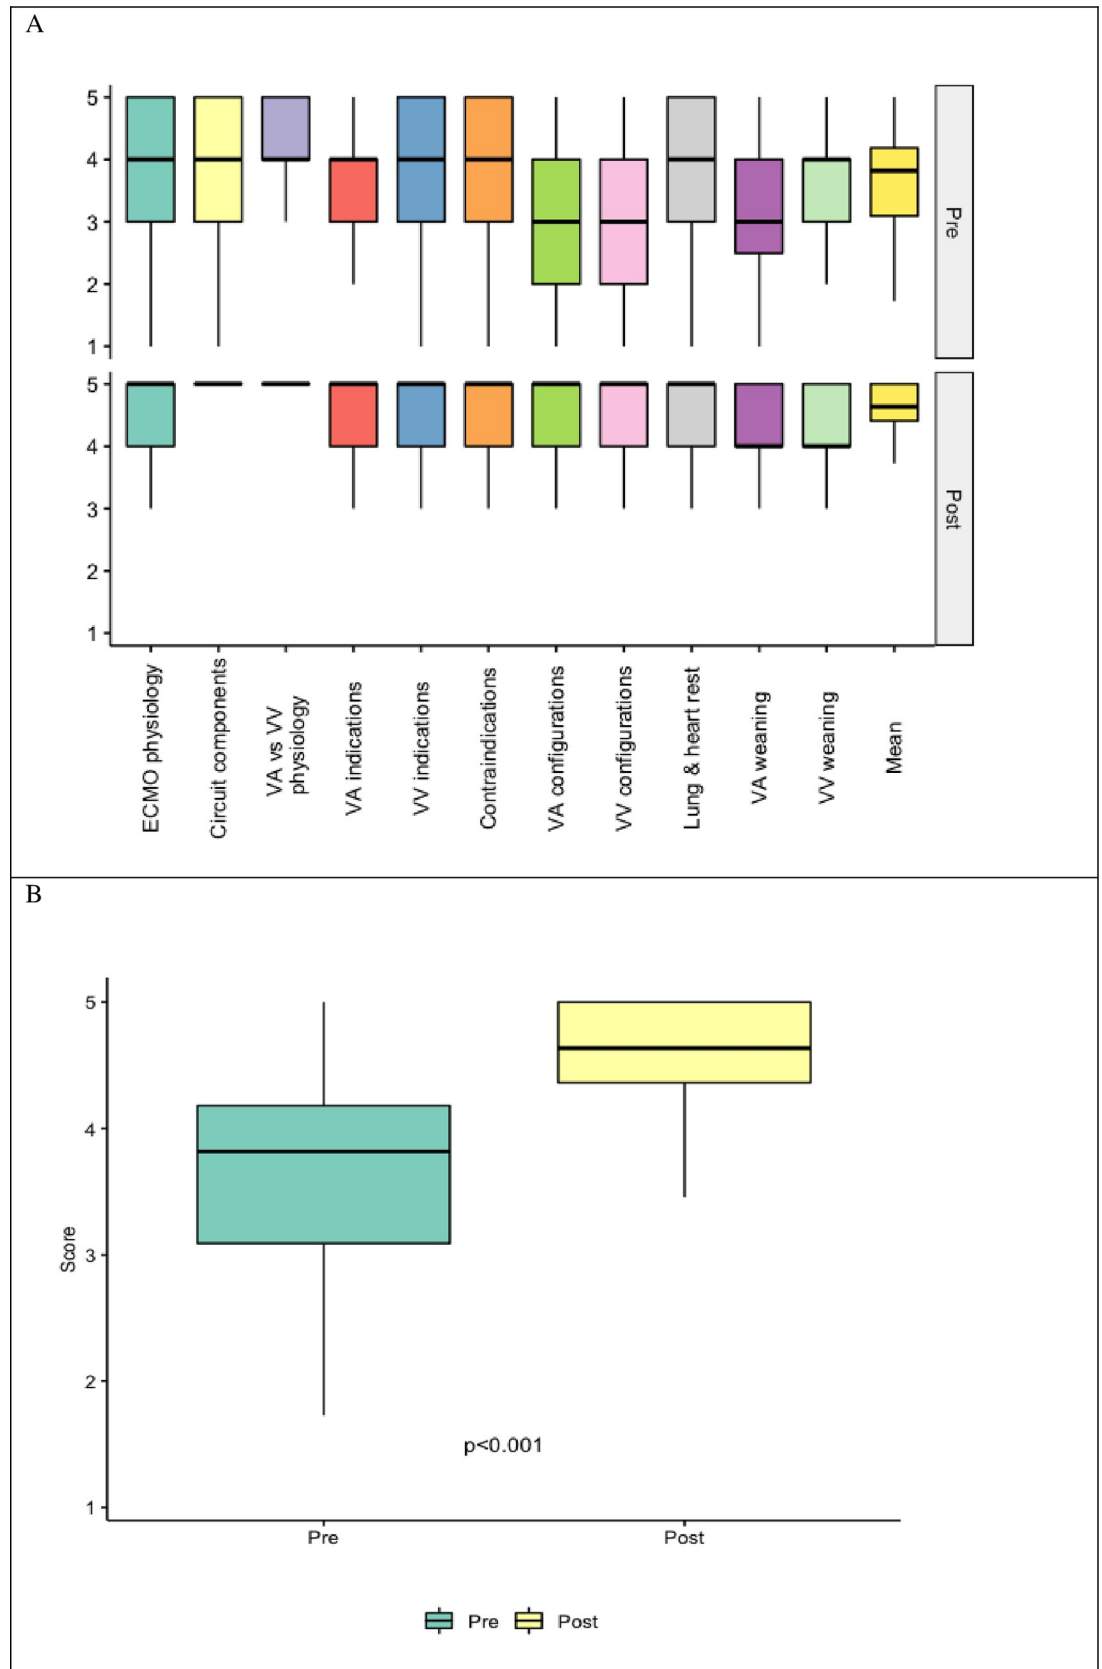 A
5
4
3
2
1
Pre
5
4
3
2
1
Post
ECMO physiology
Circuit components
VA vs VV
physiology
VA indications
VV indications
Contraindications
VA configurations
VV configurations
Lung & heart rest
VA weaning
VV weaning
Mean
B
5
4
3
2
1
Score
p<0.001
Pre
Post
Pre
Post